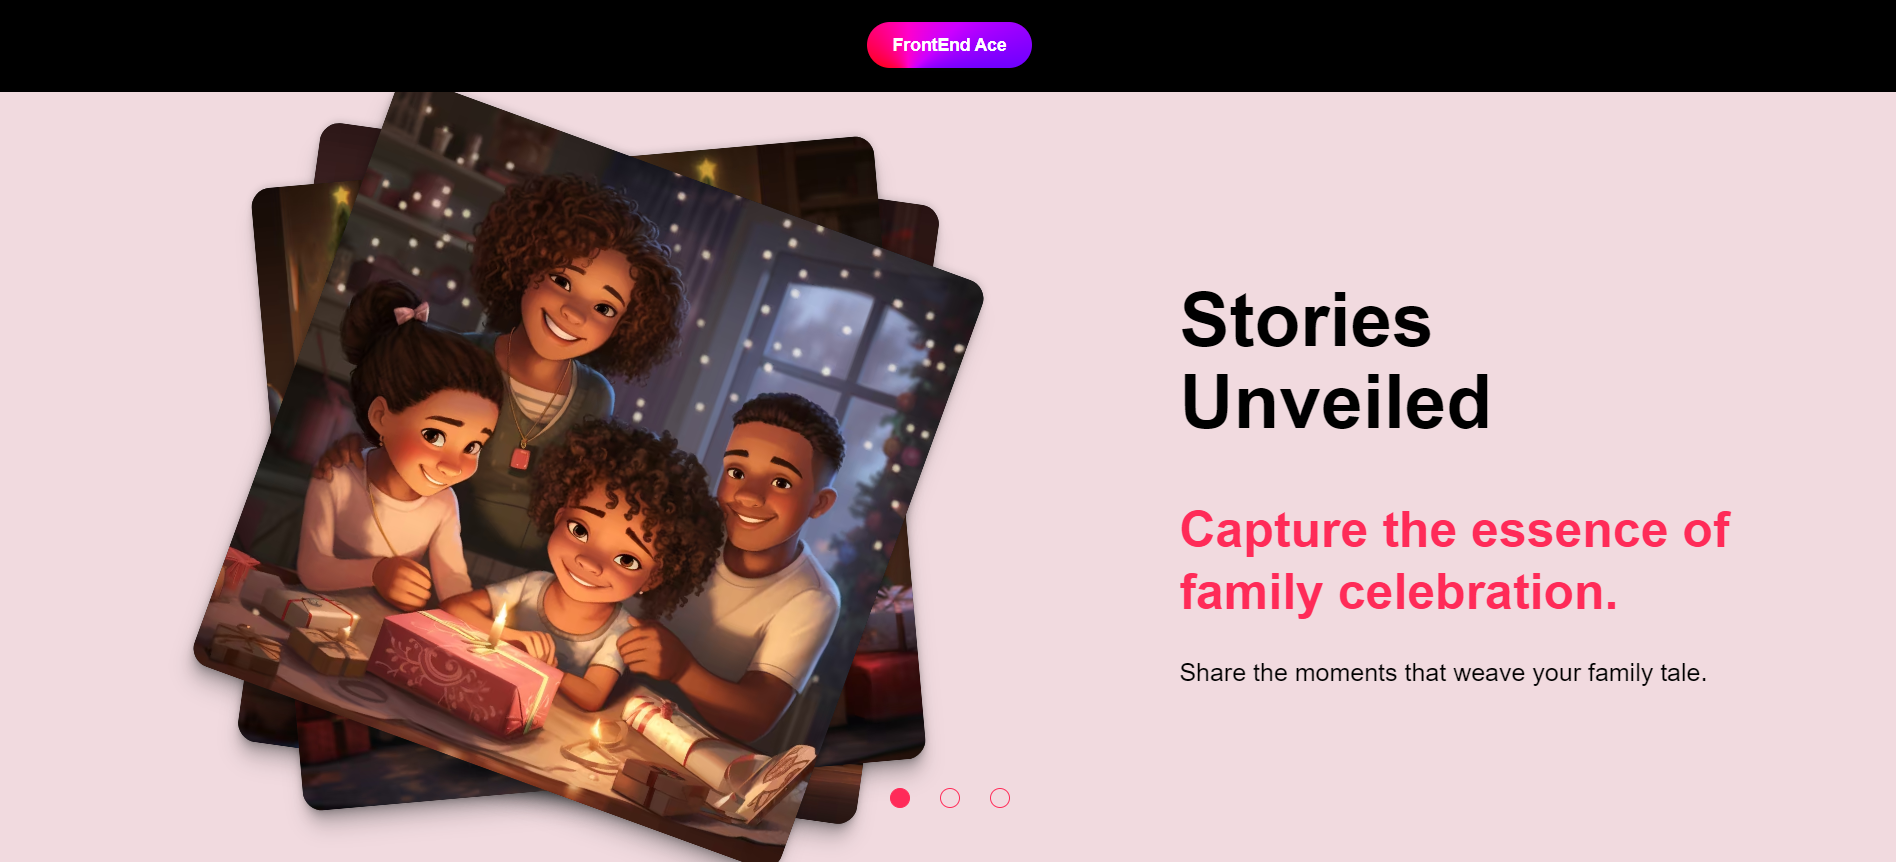 FrontEnd Ace
Stories
Unveiled
Capture the essence of
family celebration.
Share the moments that weave your family tale.